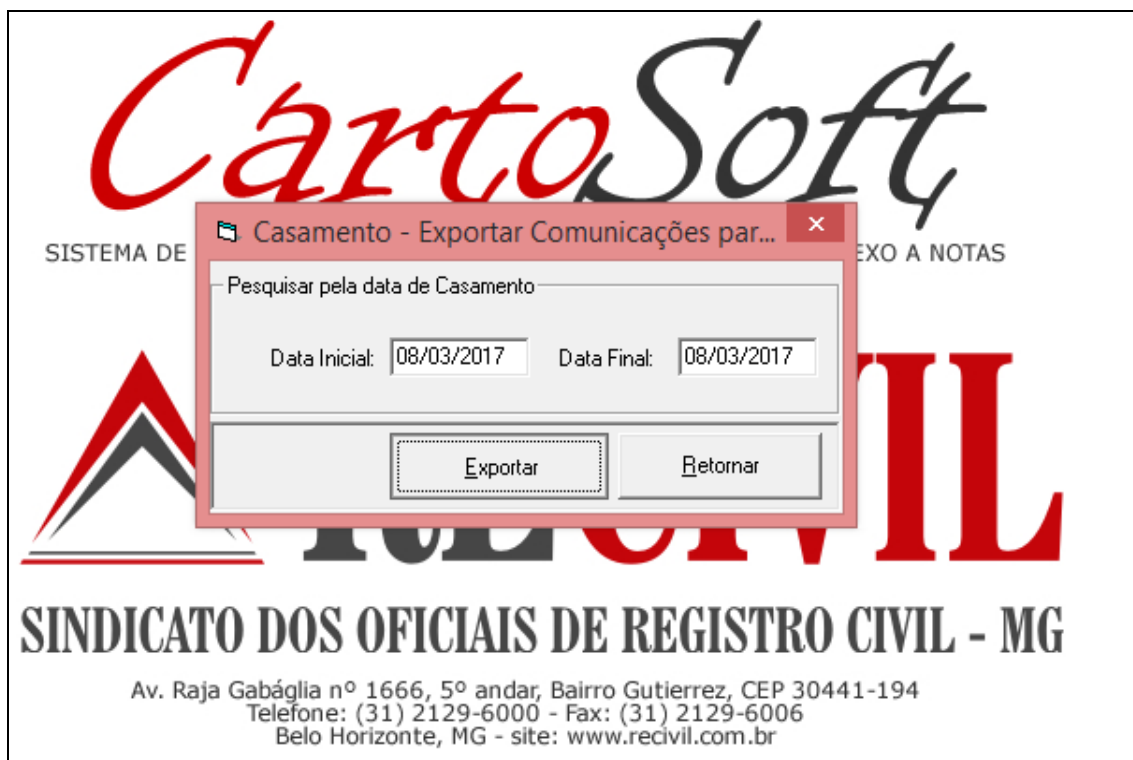 CartoSoft
Casamento - Exportar Comunicações par...
SISTEMA DE EXO A NOTAS
Pesquisar pela data de Casamento
Data Inicial: 08/03/2017 Data Final: 08/03/2017
Exportar Retornar
RECIVIL
SINDICATO DOS OFICIAIS DE REGISTRO CIVIL - MG
Av. Raja Gabáglia nº 1666, 5º andar, Bairro Gutierrez, CEP 30441-194
Telefone: (31) 2129-6000 - Fax: (31) 2129-6006
Belo Horizonte, MG - site: www.recivil.com.br